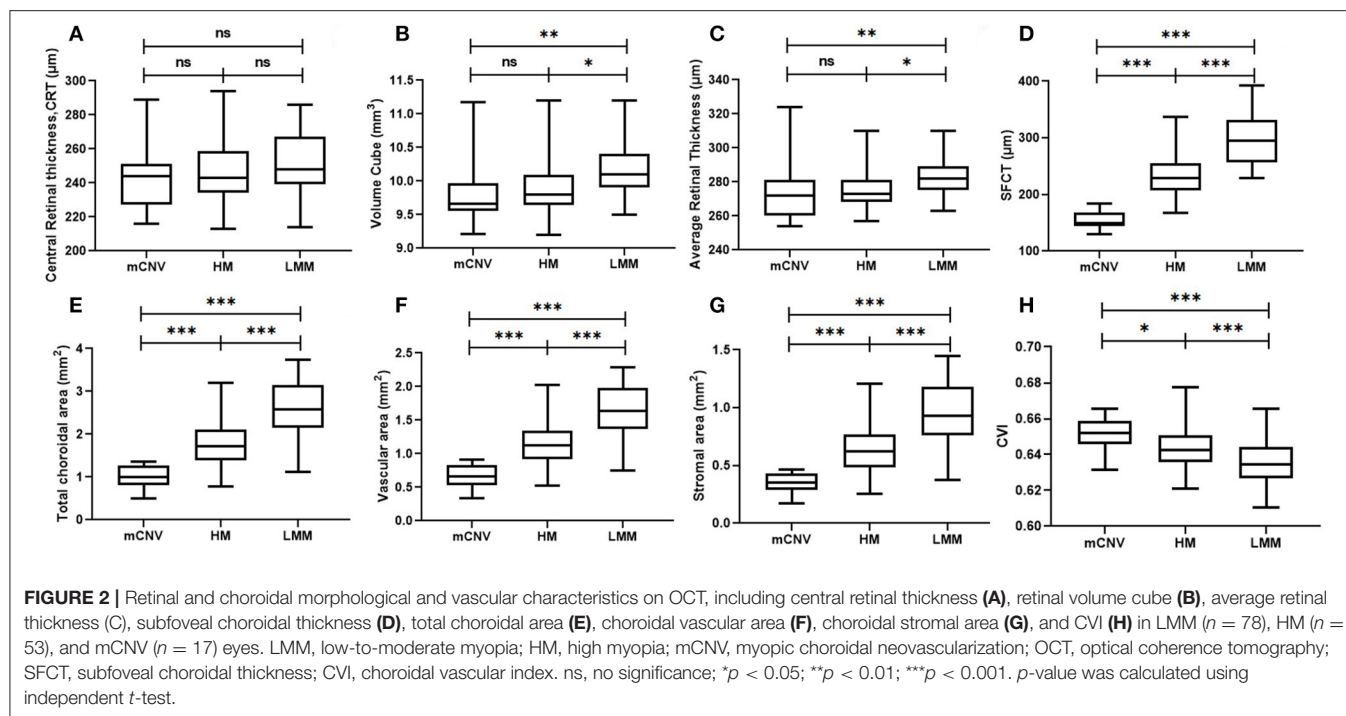 A
ns
ns
ns
Central Retinal thickness,CRT (μm)
300
280
260
240
220
200
mCNV
HM
LMM
B
**
ns
*
Volume Cube (mm³)
11.5
11.0
10.5
10.0
9.5
9.0
mCNV
HM
LMM
C
**
ns
*
Average Retinal Thickness (μm)
340
320
300
280
260
240
mCNV
HM
LMM
D
***
***
***
SFCT (μm)
400
300
200
100
mCNV
HM
LMM
E
***
***
***
Total choroidal area (mm²)
4
3
2
1
0
mCNV
HM
LMM
F
***
***
***
Vascular area (mm²)
2.5
2.0
1.5
1.0
0.5
0.0
mCNV
HM
LMM
G
***
***
***
Stromal area (mm²)
1.5
1.0
0.5
0.0
mCNV
HM
LMM
H
***
*
***
CVI
0.70
0.68
0.66
0.64
0.62
0.60
mCNV
HM
LMM
FIGURE 2 | Retinal and choroidal morphological and vascular characteristics on OCT, including central retinal thickness (A), retinal volume cube (B), average retinal
thickness (C), subfoveal choroidal thickness (D), total choroidal area (E), choroidal vascular area (F), choroidal stromal area (G), and CVI (H) in LMM (n = 78), HM (n =
53), and mCNV (n = 17) eyes. LMM, low-to-moderate myopia; HM, high myopia; mCNV, myopic choroidal neovascularization; OCT, optical coherence tomography;
SFCT, subfoveal choroidal thickness; CVI, choroidal vascular index. ns, no significance; *p < 0.05; **p < 0.01; ***p < 0.001. p-value was calculated using
independent t-test.